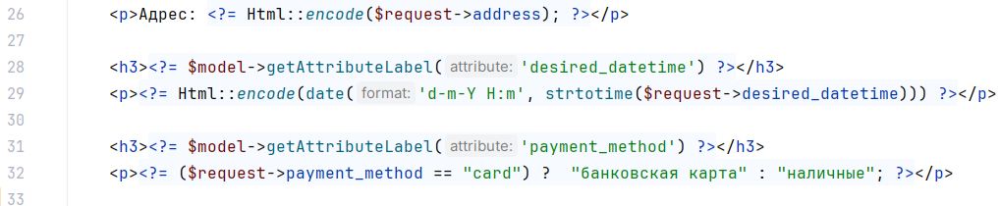 26 <p>Адрес: <?= Html::encode($request->address); ?></p>
27
28 <h3><?= $model->getAttributeLabel( attribute: 'desired_datetime') ?></h3>
29 <p><?= Html::encode(date( format: 'd-m-Y H:m', strtotime($request->desired_datetime))) ?></p>
30
31 <h3><?= $model->getAttributeLabel( attribute: 'payment_method') ?></h3>
32 <p><?= ($request->payment_method == "card") ?  "банковская карта" : "наличные"; ?></p>
33